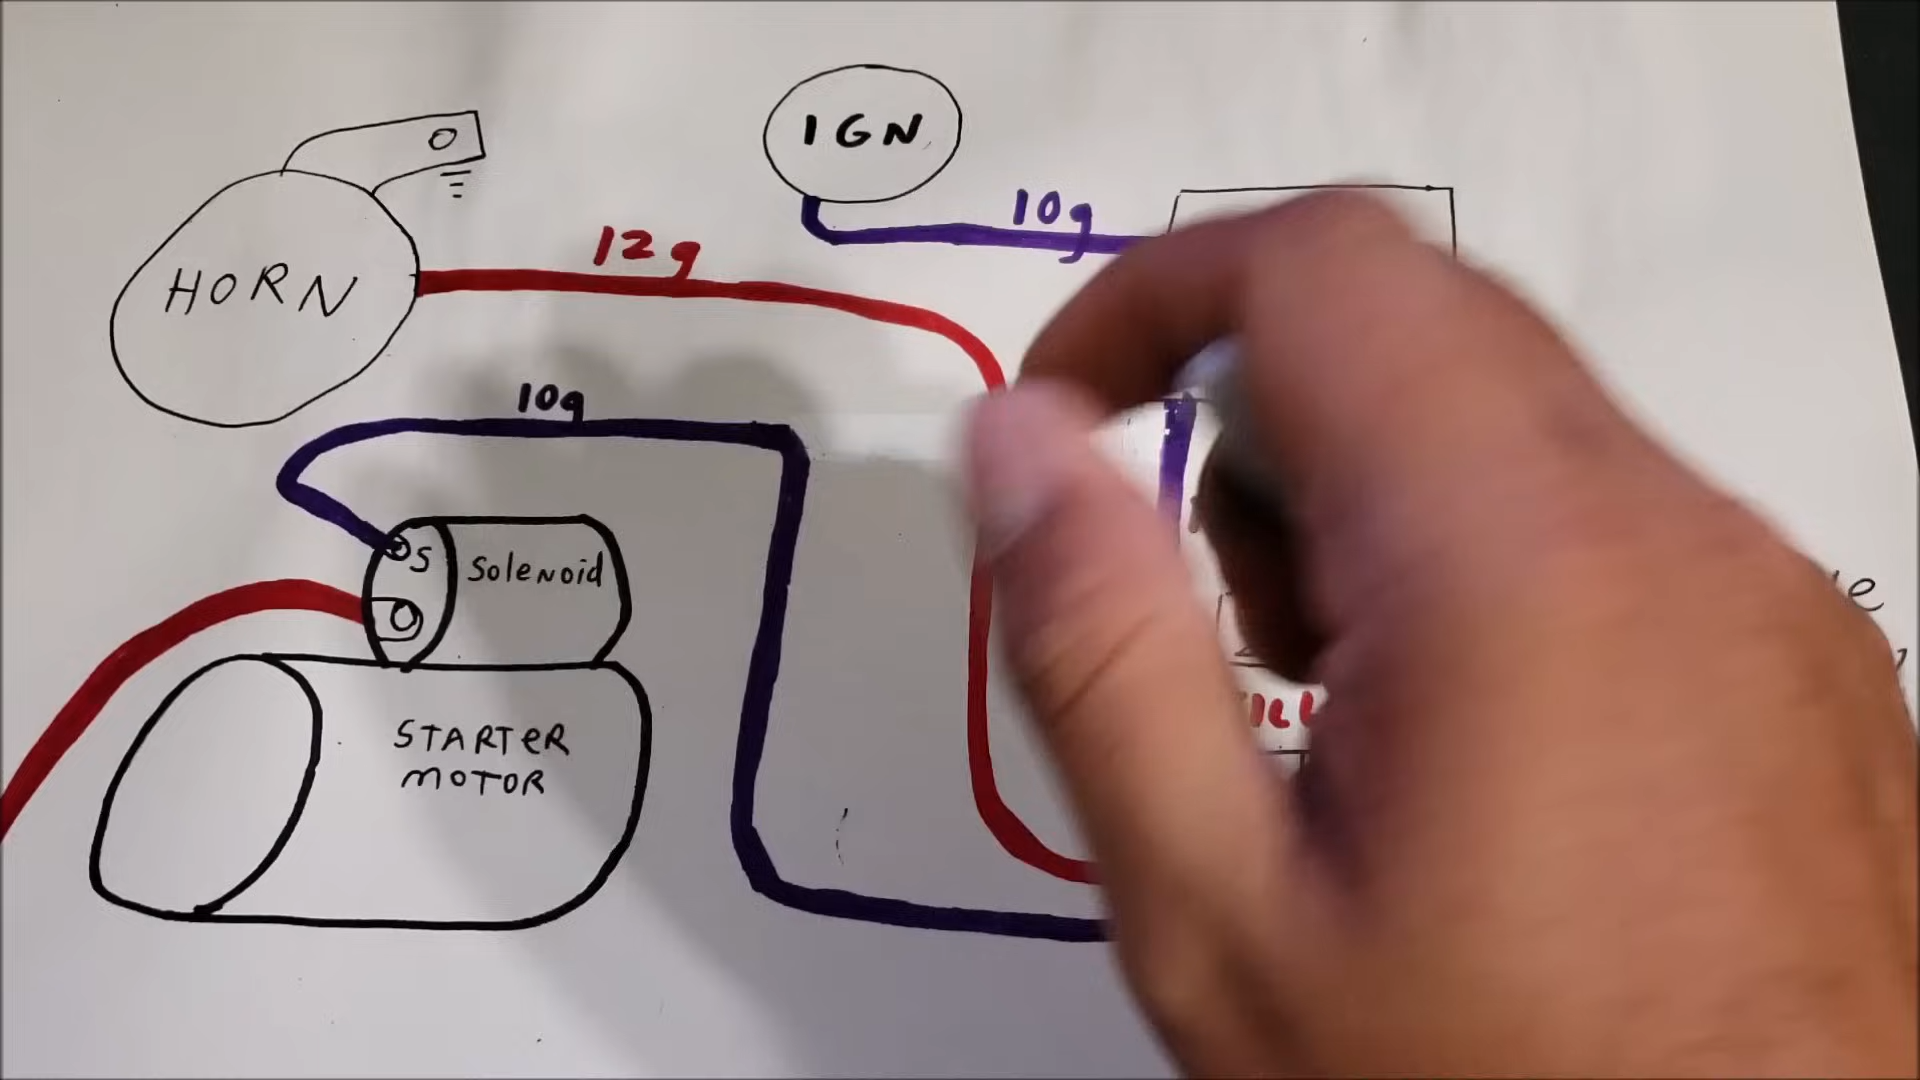 IGN
10g
12g
HORN
10g
S
Solenoid
STARTER
MOTOR